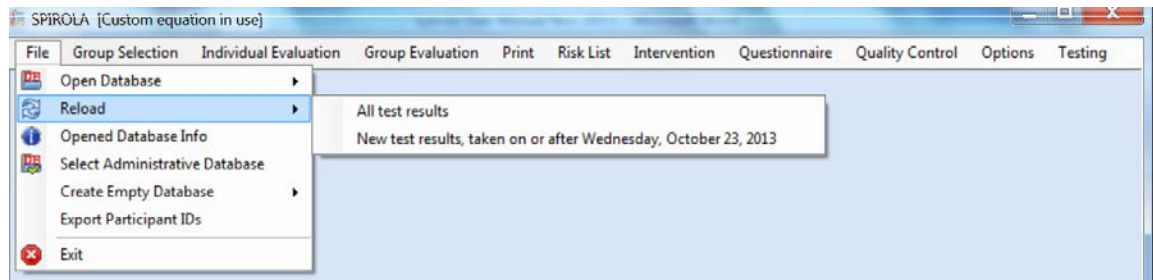 SPIROLA [Custom equation in use]
File Group Selection Individual Evaluation Group Evaluation Print Risk List Intervention Questionnaire Quality Control Options Testing
DB Open Database
Reload
All test results
New test results, taken on or after Wednesday, October 23, 2013
Opened Database Info
DB Select Administrative Database
Create Empty Database
Export Participant IDs
Exit